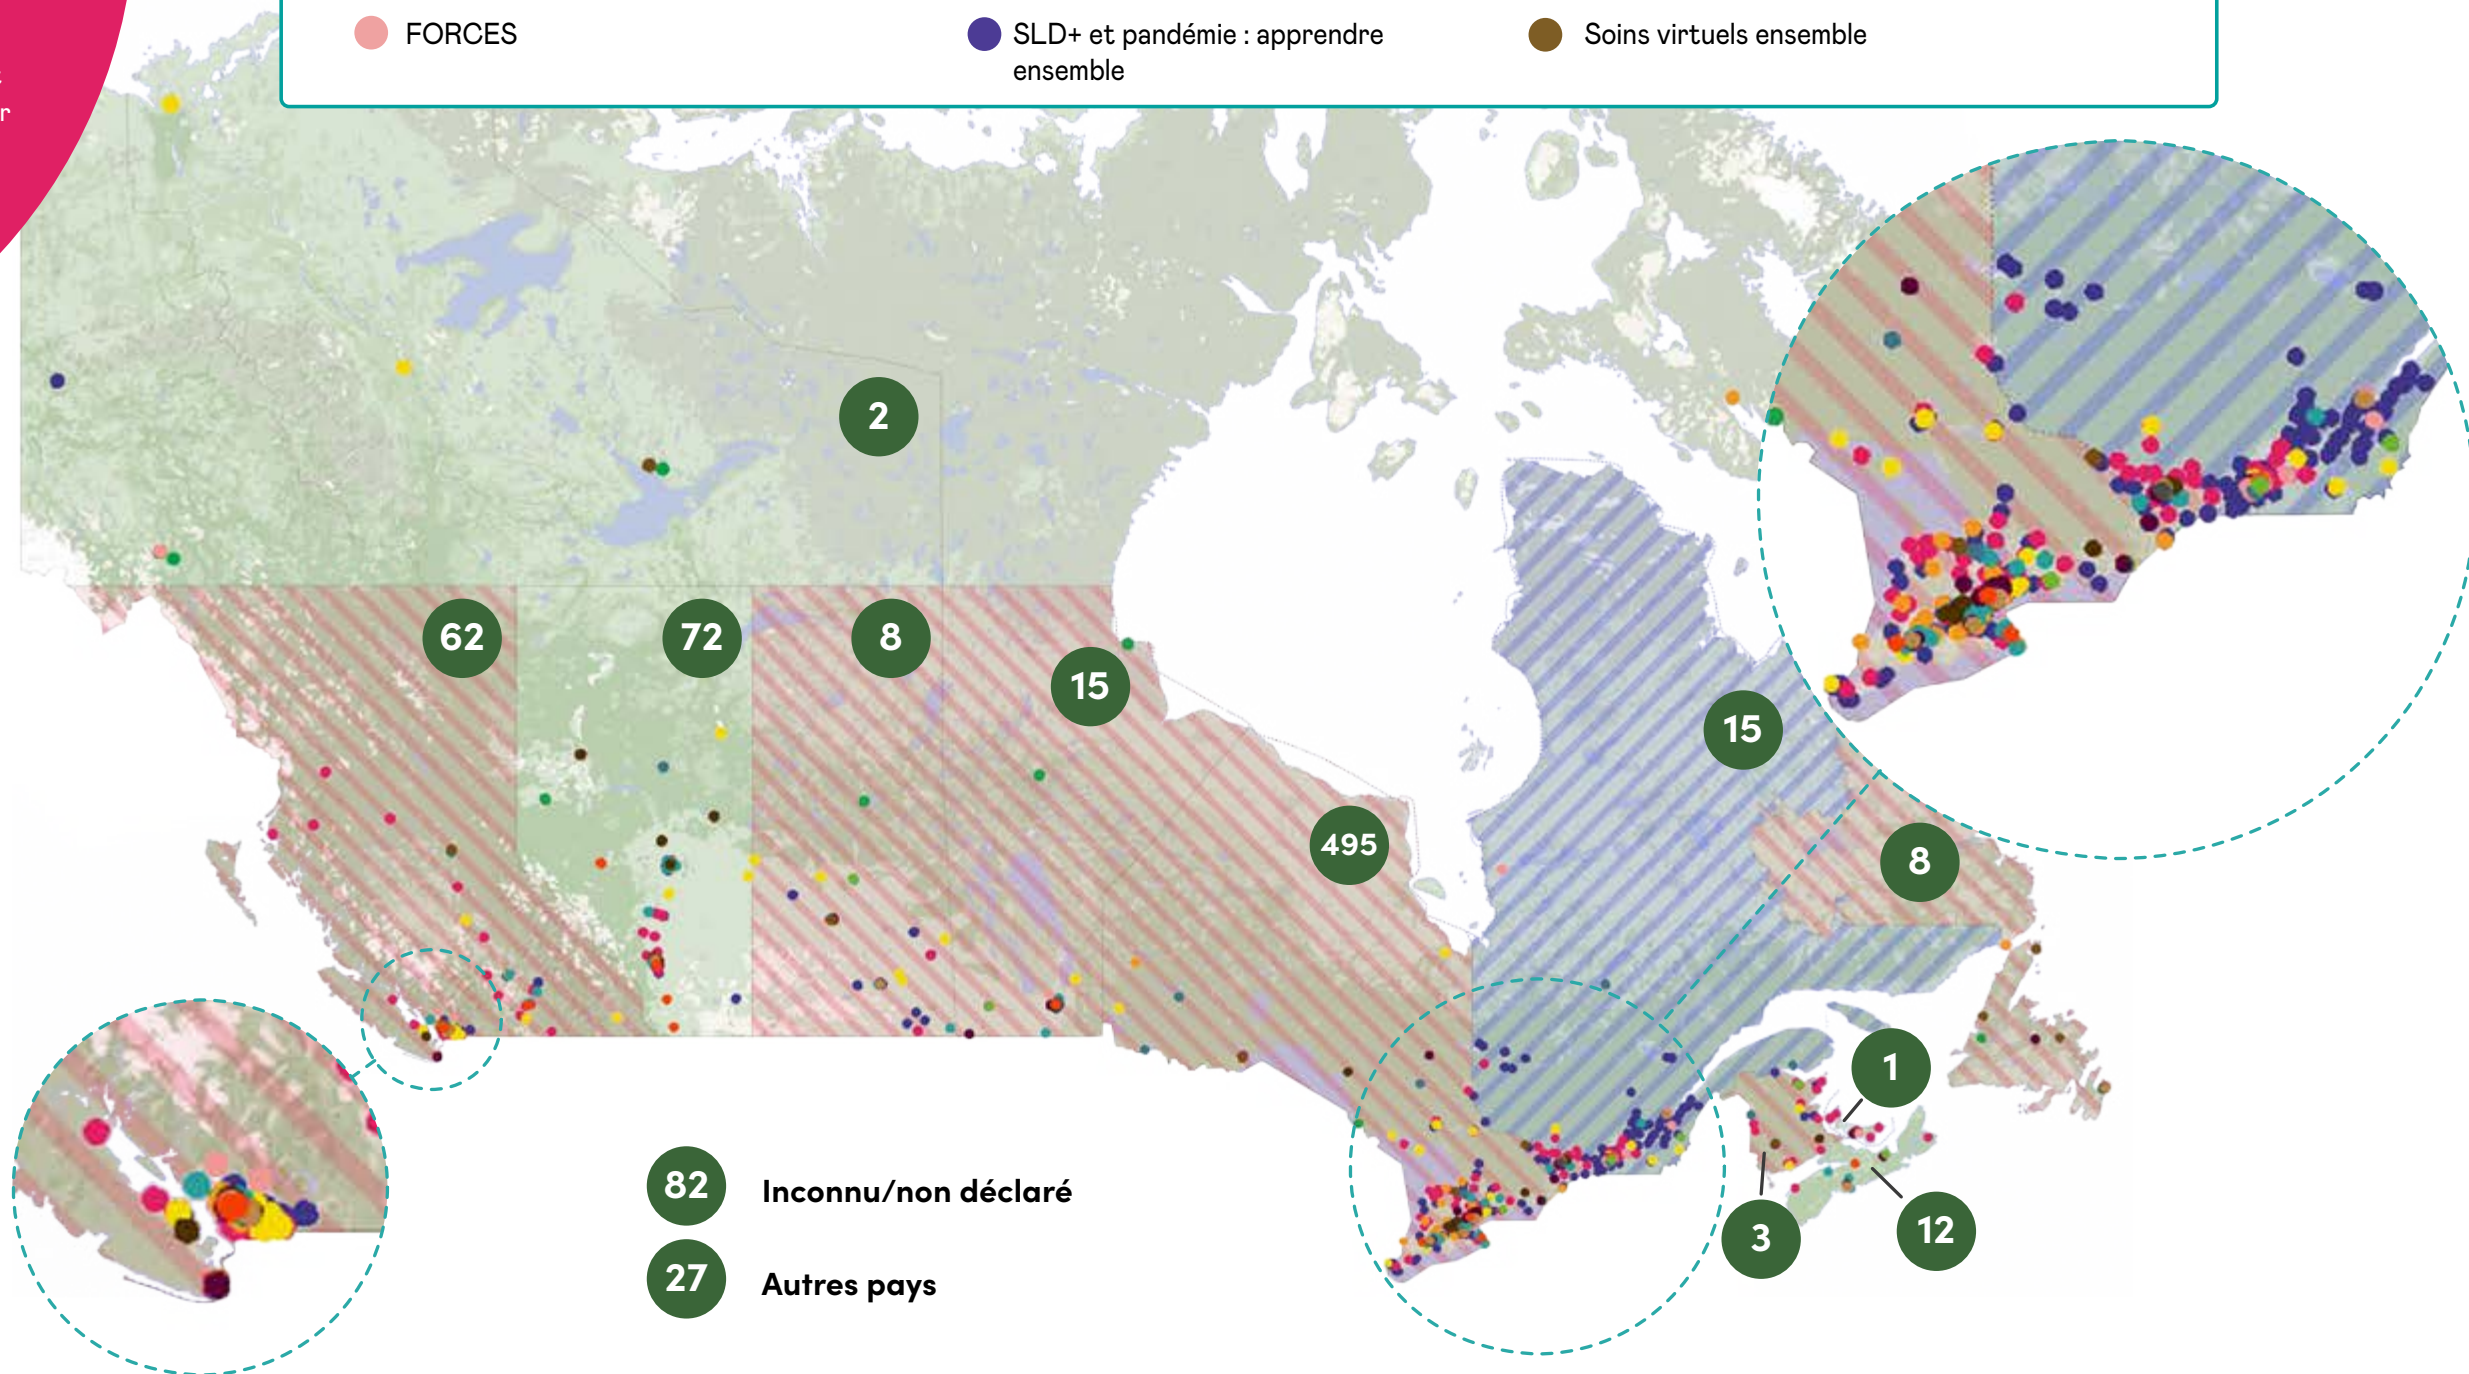 FORCES
SLD+ et pandémie : apprendre
ensemble
Soins virtuels ensemble
r
2
62
72
8
15
15
495
8
1
3
12
82 Inconnu/non déclaré
27 Autres pays